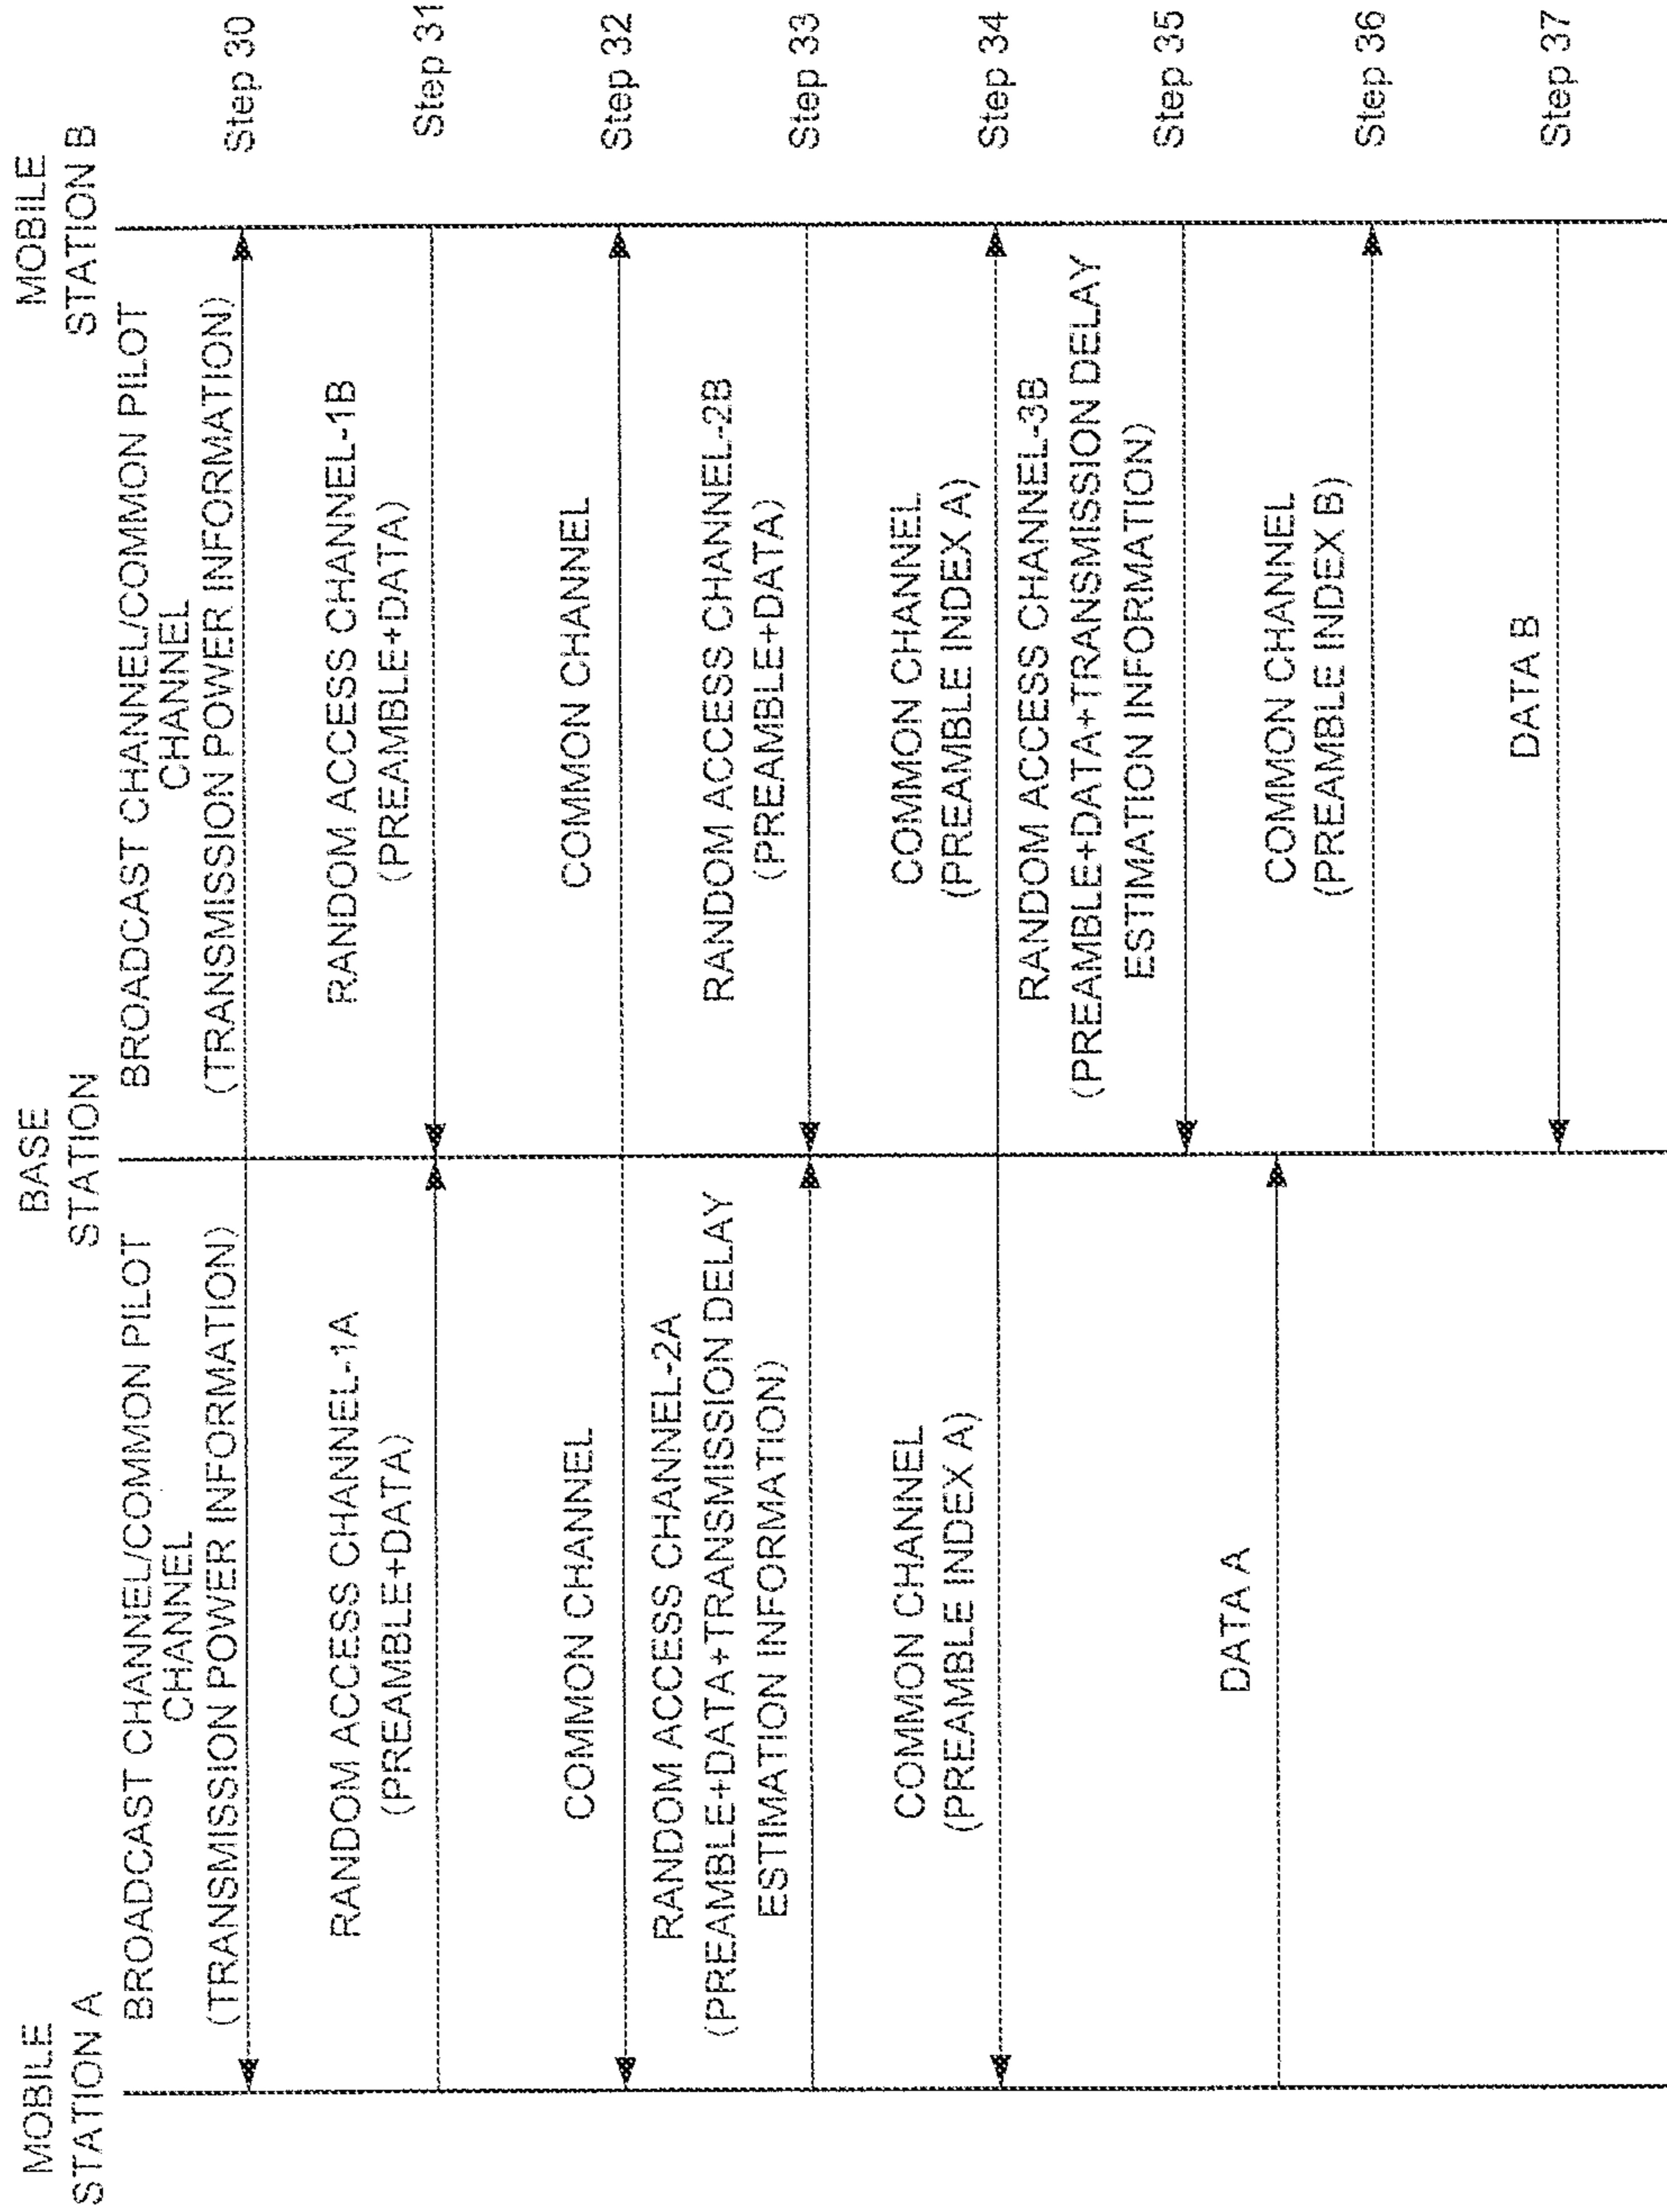 MOBILE
STATION A
BASE
STATION
MOBILE
STATION B
BROADCAST CHANNEL/COMMON PILOT
CHANNEL
(TRANSMISSION POWER INFORMATION)
BROADCAST CHANNEL/COMMON PILOT
CHANNEL
(TRANSMISSION POWER INFORMATION)
Step 30
RANDOM ACCESS CHANNEL-1A
(PREAMBLE+DATA)
RANDOM ACCESS CHANNEL-1B
(PREAMBLE+DATA)
Step 31
COMMON CHANNEL
COMMON CHANNEL
Step 32
RANDOM ACCESS CHANNEL-2A
(PREAMBLE+DATA+TRANSMISSION DELAY
ESTIMATION INFORMATION)
RANDOM ACCESS CHANNEL-2B
(PREAMBLE+DATA)
Step 33
COMMON CHANNEL
(PREAMBLE INDEX A)
COMMON CHANNEL
(PREAMBLE INDEX A)
Step 34
RANDOM ACCESS CHANNEL-3B
(PREAMBLE+DATA+TRANSMISSION DELAY
ESTIMATION INFORMATION)
Step 35
DATA A
COMMON CHANNEL
(PREAMBLE INDEX B)
Step 36
DATA B
Step 37